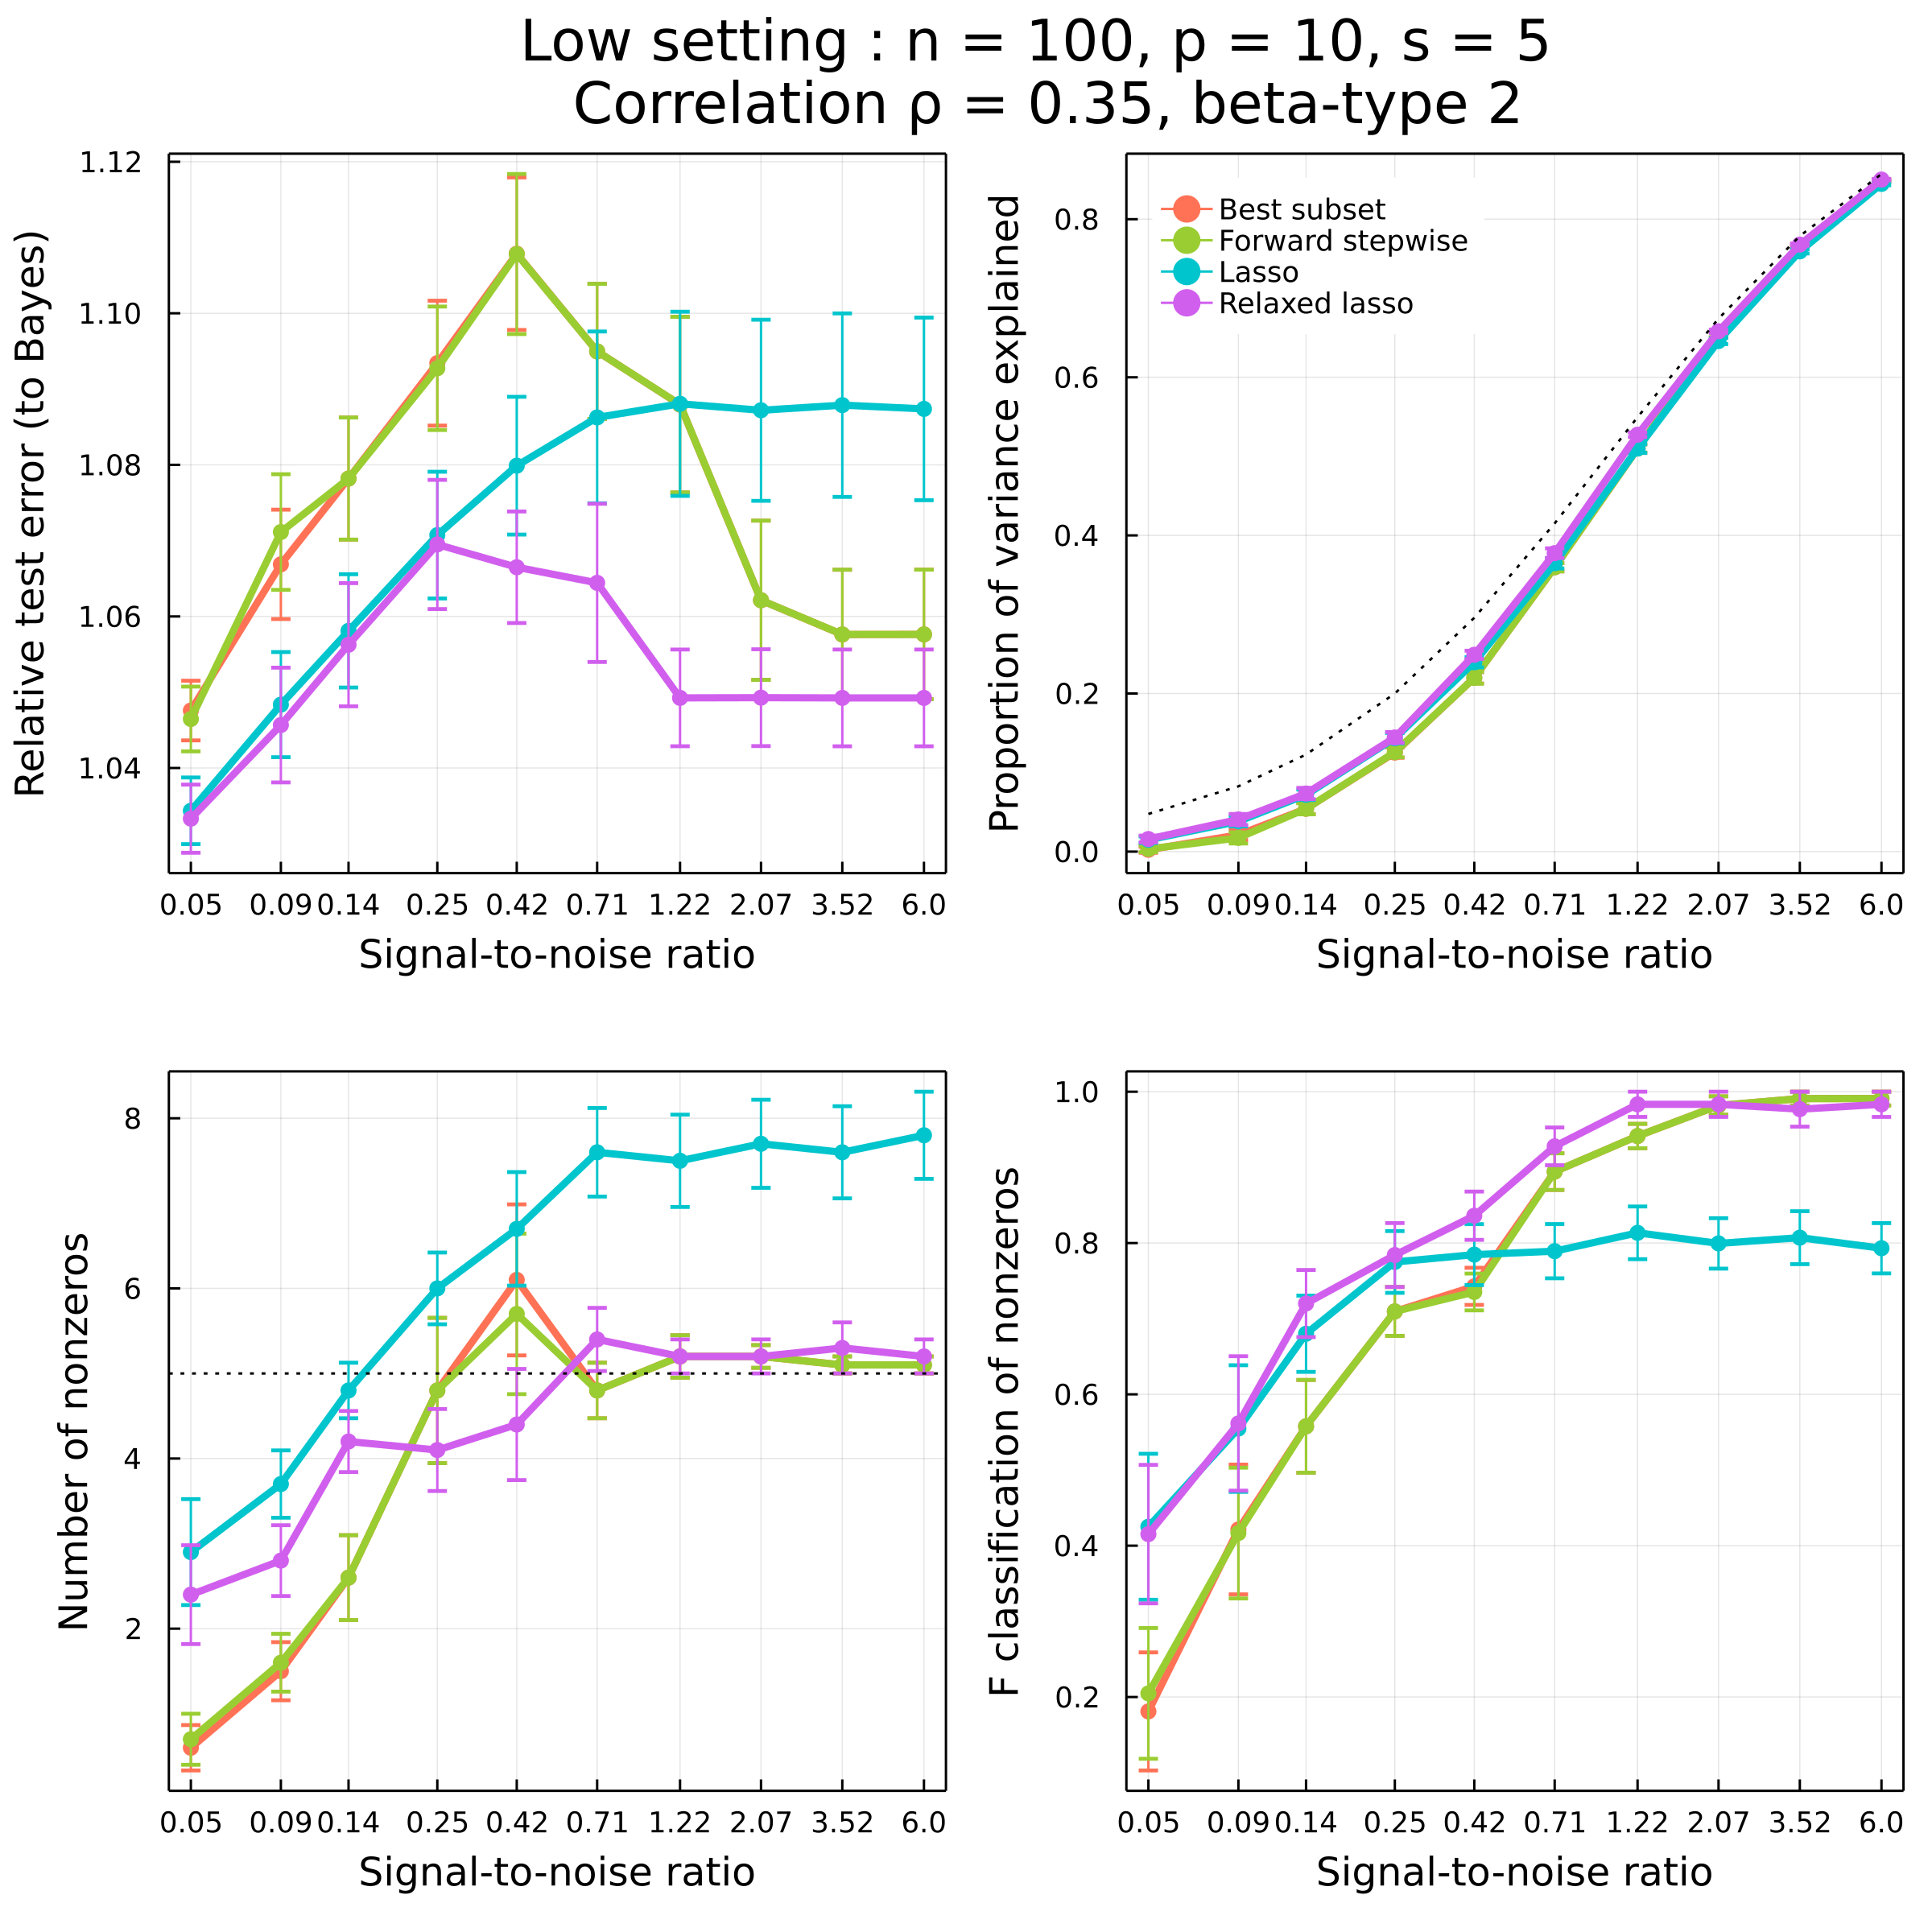 Low setting : n = 100, p = 10, s = 5
Correlation ρ = 0.35, beta-type 2
Relative test error (to Bayes)
1.12
1.10
1.08
1.06
1.04
0.05 0.09 0.14 0.25 0.42 0.71 1.22 2.07 3.52 6.0
Signal-to-noise ratio
Proportion of variance explained
0.8
0.6
0.4
0.2
0.0
Best subset
Forward stepwise
Lasso
Relaxed lasso
0.05 0.09 0.14 0.25 0.42 0.71 1.22 2.07 3.52 6.0
Signal-to-noise ratio
Number of nonzeros
8
6
4
2
0.05 0.09 0.14 0.25 0.42 0.71 1.22 2.07 3.52 6.0
Signal-to-noise ratio
F classification of nonzeros
1.0
0.8
0.6
0.4
0.2
0.05 0.09 0.14 0.25 0.42 0.71 1.22 2.07 3.52 6.0
Signal-to-noise ratio